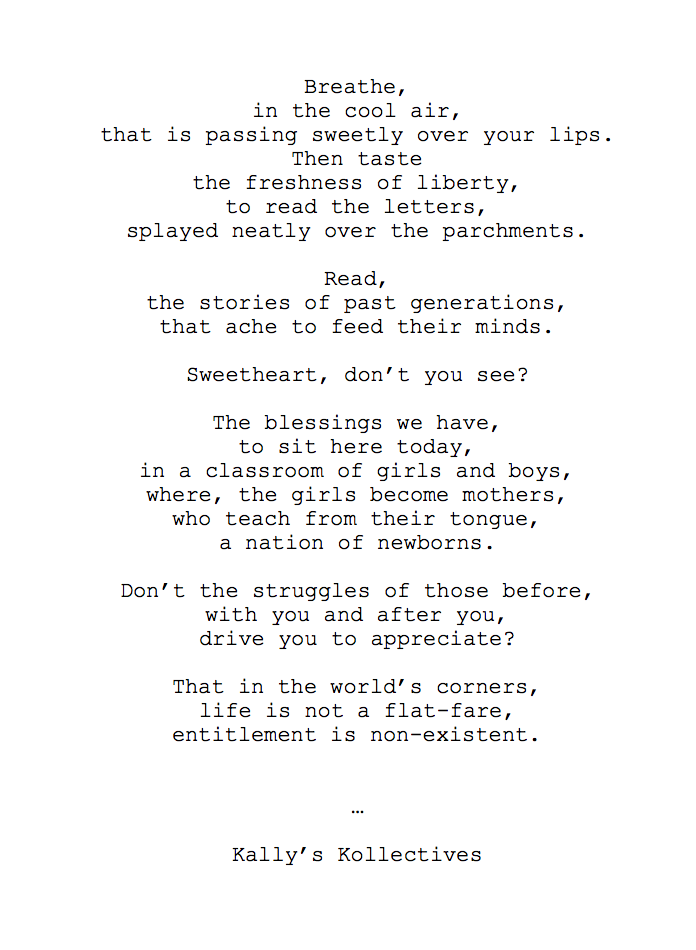 Breathe,
in the cool air,
that is passing sweetly over your lips.
Then taste
the freshness of liberty,
to read the letters,
splayed neatly over the parchments.
Read,
the stories of past generations,
that ache to feed their minds.
Sweetheart, don’t you see?
The blessings we have,
to sit here today,
in a classroom of girls and boys,
where, the girls become mothers,
who teach from their tongue,
a nation of newborns.
Don’t the struggles of those before,
with you and after you,
drive you to appreciate?
That in the world’s corners,
life is not a flat-fare,
entitlement is non-existent.
…
Kally’s Kollectives